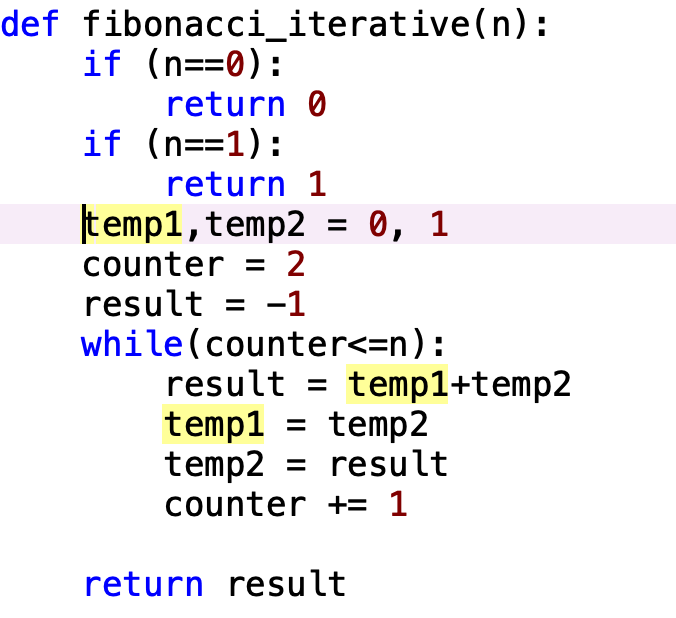 def fibonacci_iterative(n):
    if (n==0):
        return 0
    if (n==1):
        return 1
    temp1,temp2 = 0, 1
    counter = 2
    result = -1
    while(counter<=n):
        result = temp1+temp2
        temp1 = temp2
        temp2 = result
        counter += 1

    return result